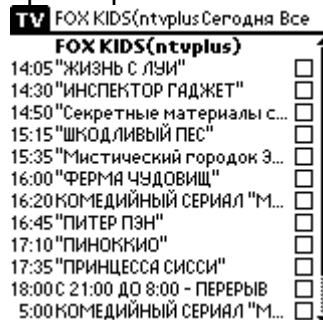 TV FOX KIDS(ntvplus Сегодня Все
FOX KIDS(ntvplus)
14:05 "ЖИЗНЬ С ЛУИ"
14:30 "ИНСПЕКТОР ГАДЖЕТ"
14:50 "Секретные материалы с...
15:15 "ШКОДЛИВЫЙ ПЕС"
15:35 "Мистический городок Э...
16:00 "ФЕРМА ЧУДОВИЩ"
16:20 КОМЕДИЙНЫЙ СЕРИАЛ "М...
16:45 "ПИТЕР ПЭН"
17:10 "ПИНОККИО"
17:35 "ПРИНЦЕССА СИССИ"
18:00 С 21:00 ДО 8:00 - ПЕРЕРЫВ
5:00 КОМЕДИЙНЫЙ СЕРИАЛ "М...